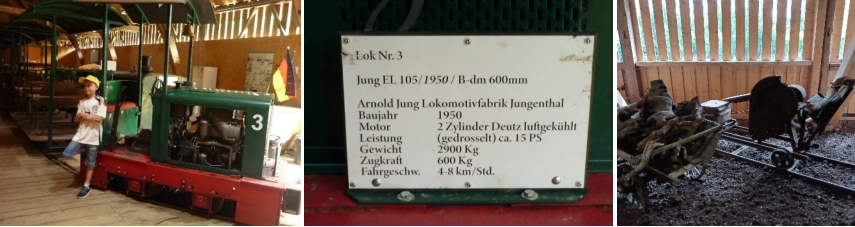 3
Lok Nr. 3
Jung EL 105/1950/B-dm 600mm
Arnold Jung Lokomotivfabrik Jungenthal
Baujahr 1950
Motor 2 Zylinder Deutz luftgekühlt
Leistung (gedrosselt) ca. 15 PS
Gewicht 2900 Kg
Zugkraft 600 Kg
Fahrgeschw. 4-8 km/Std.